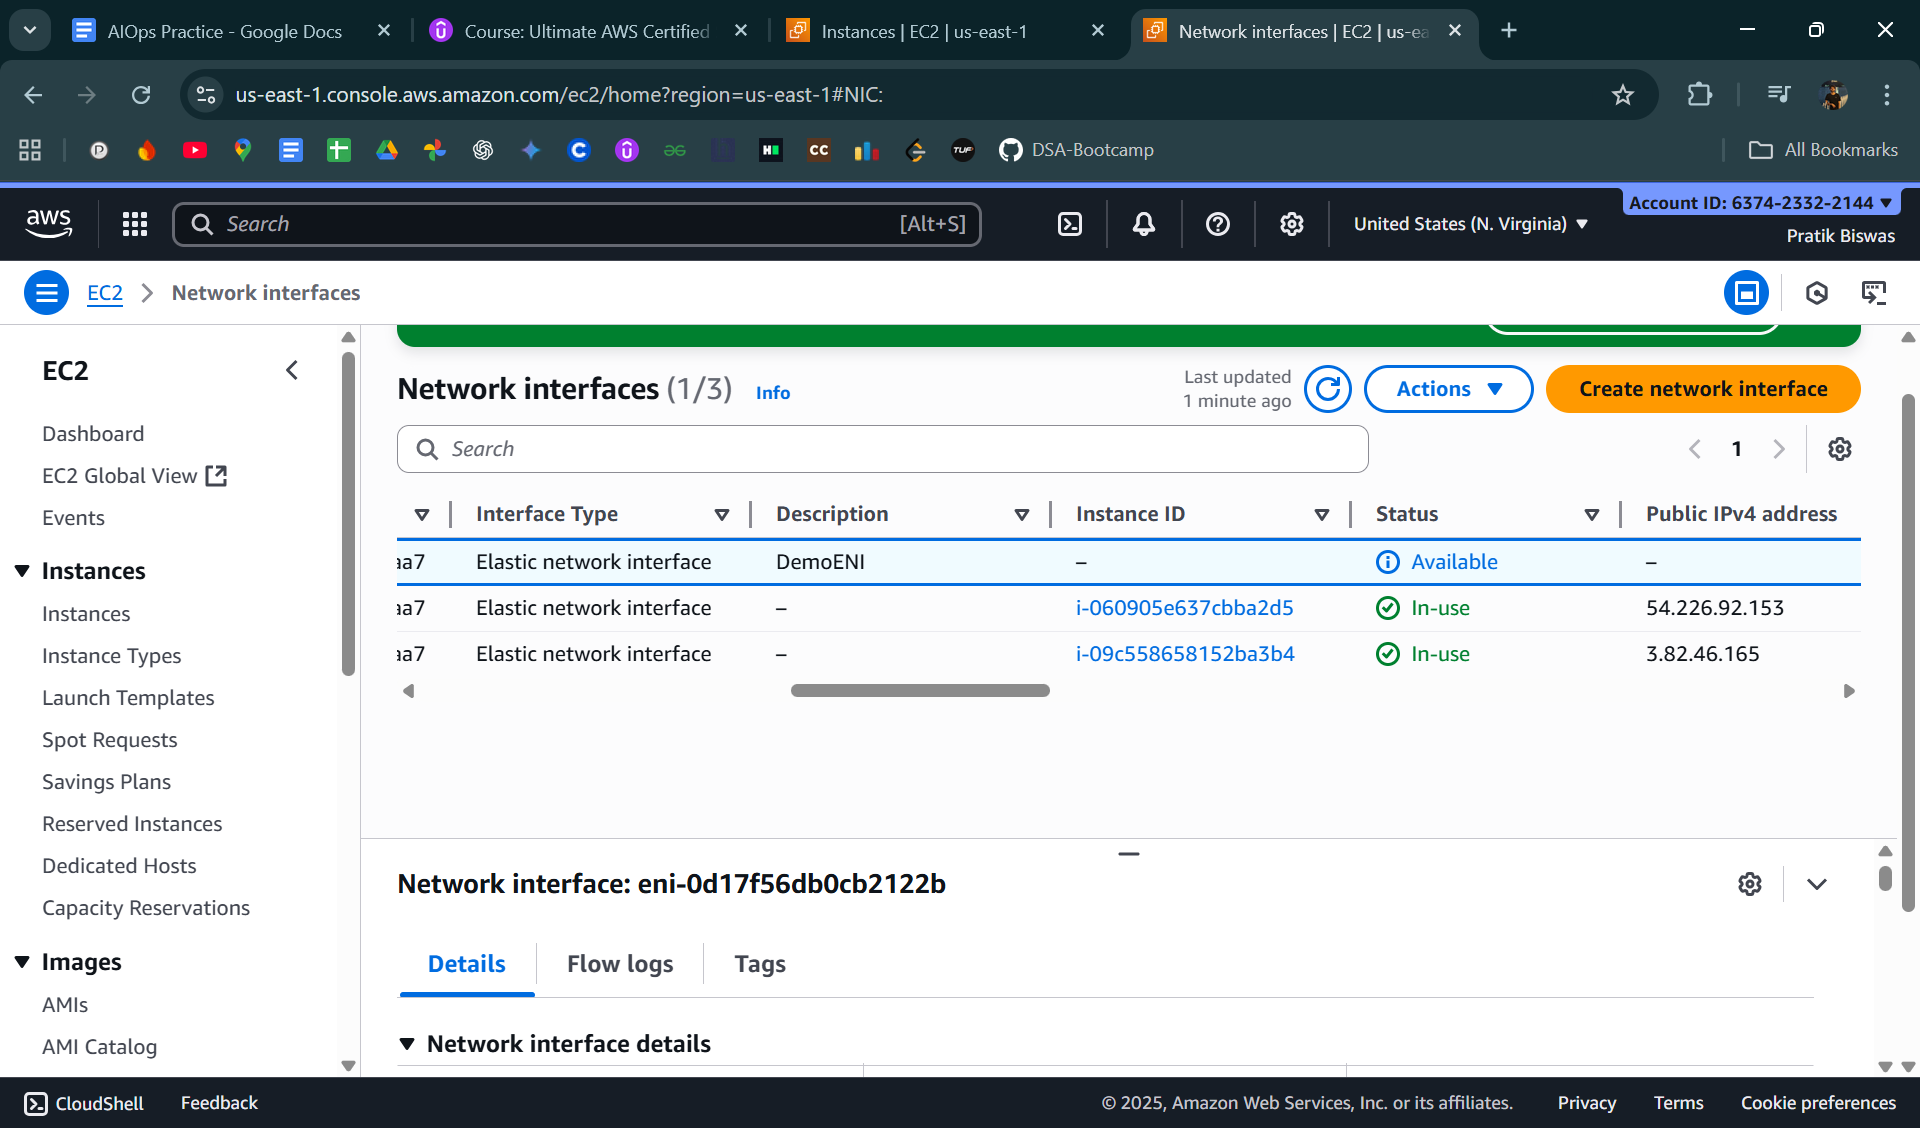 AIOps Practice - Google Docs
Course: Ultimate AWS Certified
Instances | EC2 | us-east-1
Network interfaces | EC2 | us-ea
us-east-1.console.aws.amazon.com/ec2/home?region=us-east-1#NIC:
DSA-Bootcamp
All Bookmarks
aws
Search
[Alt+S]
United States (N. Virginia)
Account ID: 6374-2332-2144
Pratik Biswas
EC2
Network interfaces
EC2
Dashboard
EC2 Global View
Events
Instances
Instances
Instance Types
Launch Templates
Spot Requests
Savings Plans
Reserved Instances
Dedicated Hosts
Capacity Reservations
Images
AMIs
AMI Catalog
Network interfaces (1/3)
Info
Last updated
1 minute ago
Actions
Create network interface
Search
1
Interface Type Description Instance ID Status Public IPv4 address
aa7 Elastic network interface DemoENI – Available –
aa7 Elastic network interface – i-060905e637cbba2d5 In-use 54.226.92.153
aa7 Elastic network interface – i-09c558658152ba3b4 In-use 3.82.46.165
Network interface: eni-0d17f56db0cb2122b
Details
Flow logs
Tags
Network interface details
CloudShell
Feedback
© 2025, Amazon Web Services, Inc. or its affiliates.
Privacy
Terms
Cookie preferences